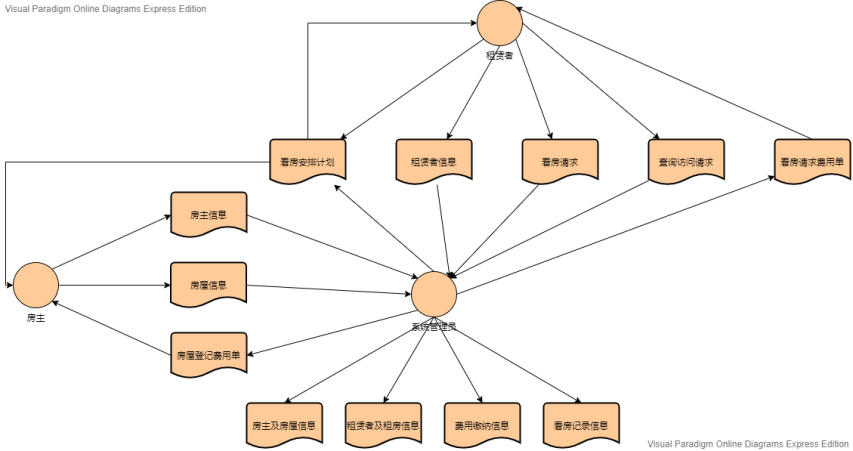 Visual Paradigm Online Diagrams Express Edition
租赁者
看房安排计划
租赁者信息
看房请求
查询访问请求
看房请求费用单
房主信息
房屋信息
房主
系统管理员
房屋登记费用单
房主及房屋信息
租赁者及租房信息
费用缴纳信息
看房记录信息
Visual Paradigm Online Diagrams Express Edition